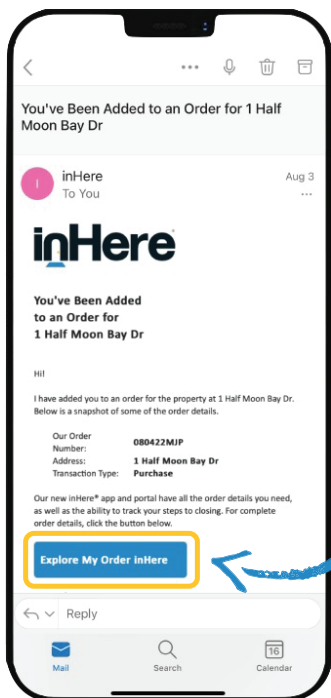 You've Been Added to an Order for 1 Half
Moon Bay Dr
I
inHere
Aug 3
To You
inHere
You've Been Added
to an Order for
1 Half Moon Bay Dr
Hi!
I have added you to an order for the property at 1 Half Moon Bay Dr.
Below is a snapshot of some of the order details.
Our Order
Number:
080422MJP
Address:
1 Half Moon Bay Dr
Transaction Type:
Purchase
Our new inHere® app and portal have all the order details you need,
as well as the ability to track your steps to closing. For complete
order details, click the button below.
Explore My Order inHere
Reply
16
Mail
Search
Calendar